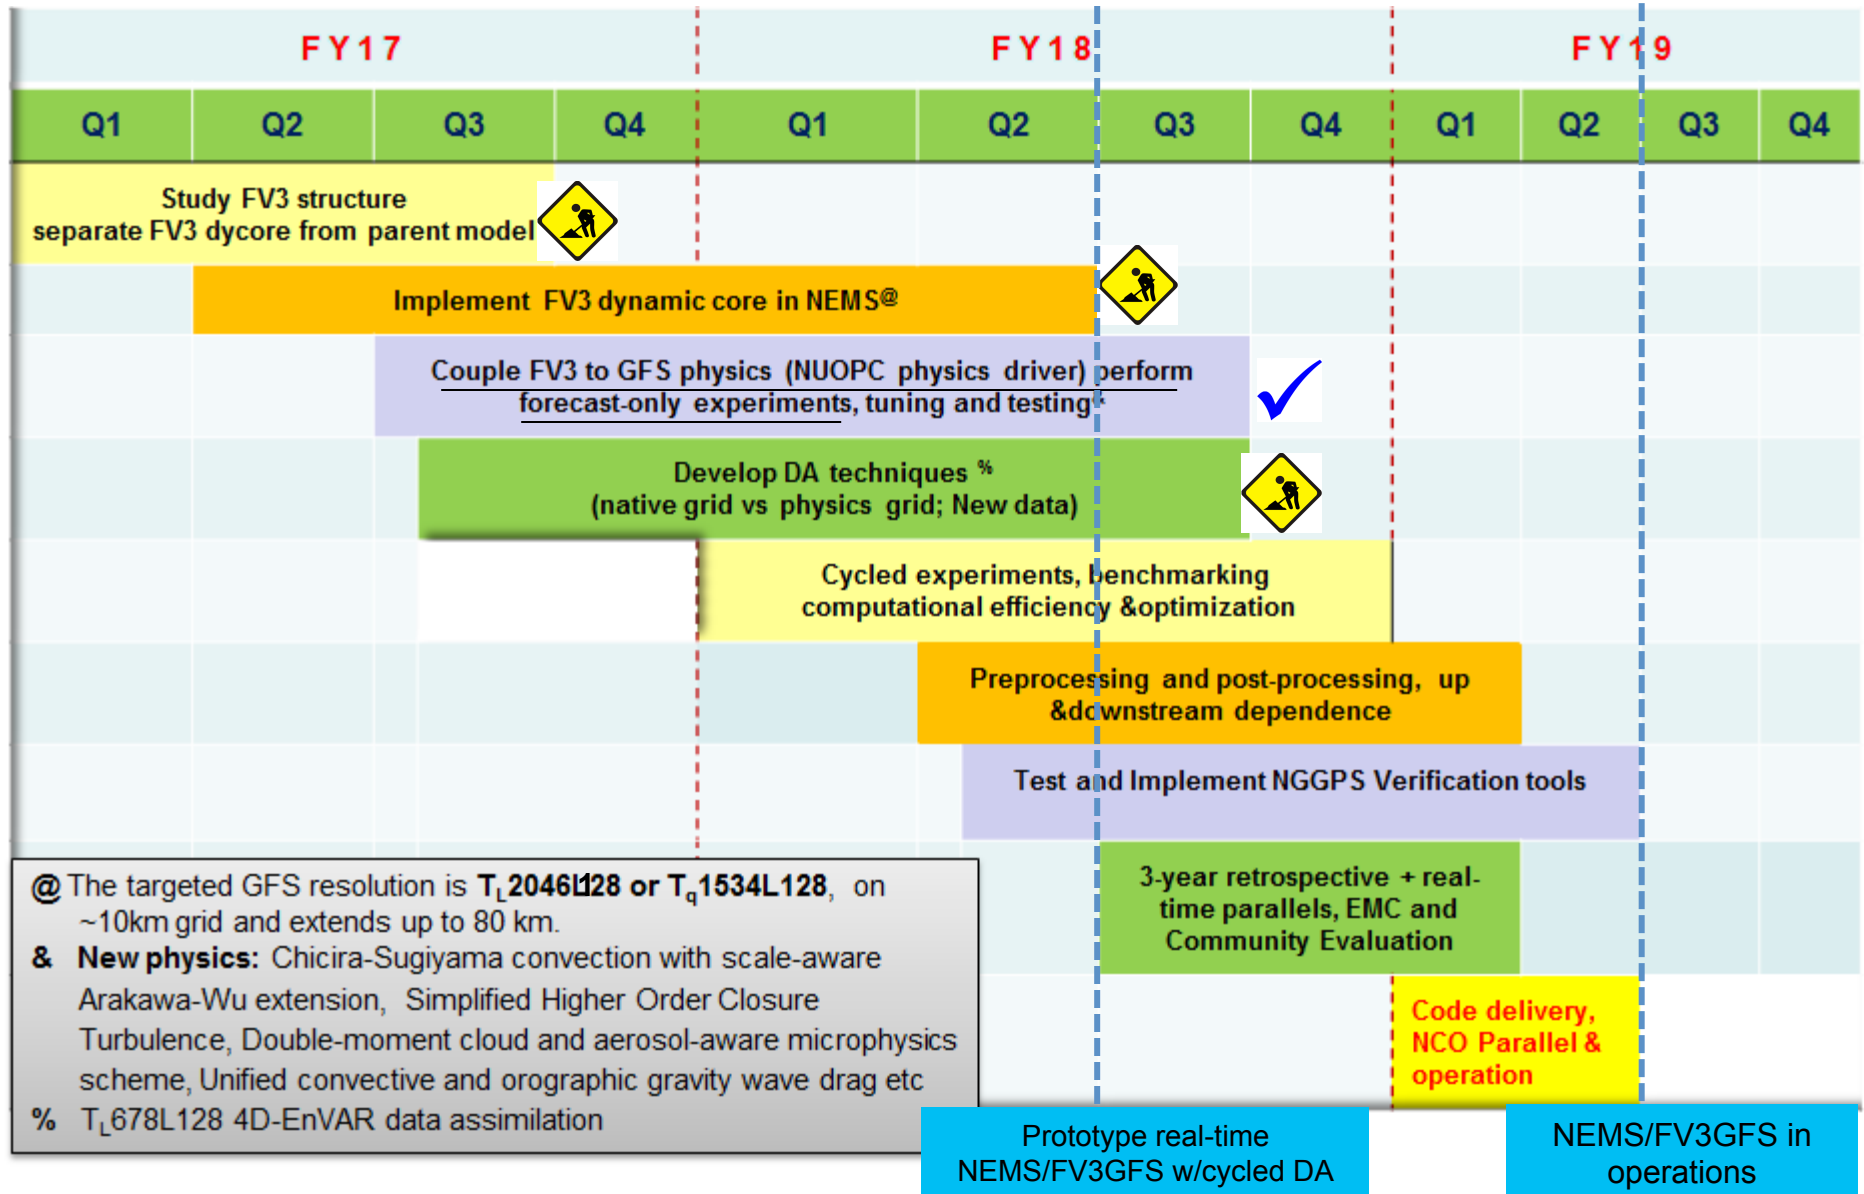 FY17 FY18 FY19
Q1 Q2 Q3 Q4 Q1 Q2 Q3 Q4 Q1 Q2 Q3 Q4
Study FV3 structure
separate FV3 dycore from parent model
Implement FV3 dynamic core in NEMS@
Couple FV3 to GFS physics (NUOPC physics driver) perform
forecast-only experiments, tuning and testing&
Develop DA techniques %
(native grid vs physics grid; New data)
Cycled experiments, benchmarking
computational efficiency &optimization
Preprocessing and post-processing, up
&downstream dependence
Test and Implement NGGPS Verification tools
3-year retrospective + real-
time parallels, EMC and
Community Evaluation
Code delivery,
NCO Parallel &
operation
@ The targeted GFS resolution is TL2046L128 or Tq1534L128, on
~10km grid and extends up to 80 km.
& New physics: Chicira-Sugiyama convection with scale-aware
Arakawa-Wu extension, Simplified Higher Order Closure
Turbulence, Double-moment cloud and aerosol-aware microphysics
scheme, Unified convective and orographic gravity wave drag etc
% TL678L128 4D-EnVAR data assimilation
Prototype real-time
NEMS/FV3GFS w/cycled DA
NEMS/FV3GFS in
operations